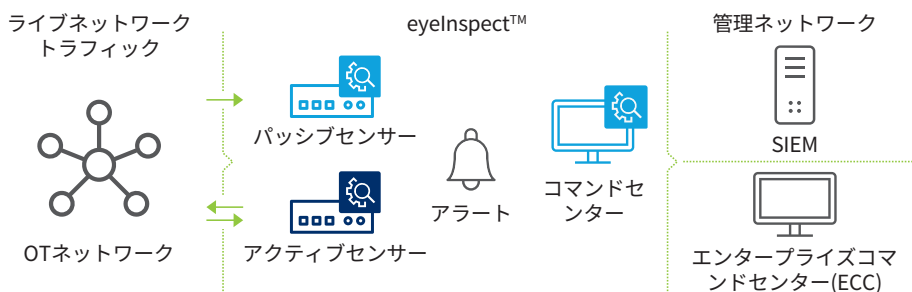 ライブネットワーク
トラフィック
eyeInspect™
管理ネットワーク
パッシブセンサー
SIEM
アラート
コマンドセ
ンター
OTネットワーク
アクティブセンサー
エンタープライズコマ
ンドセンター(ECC)